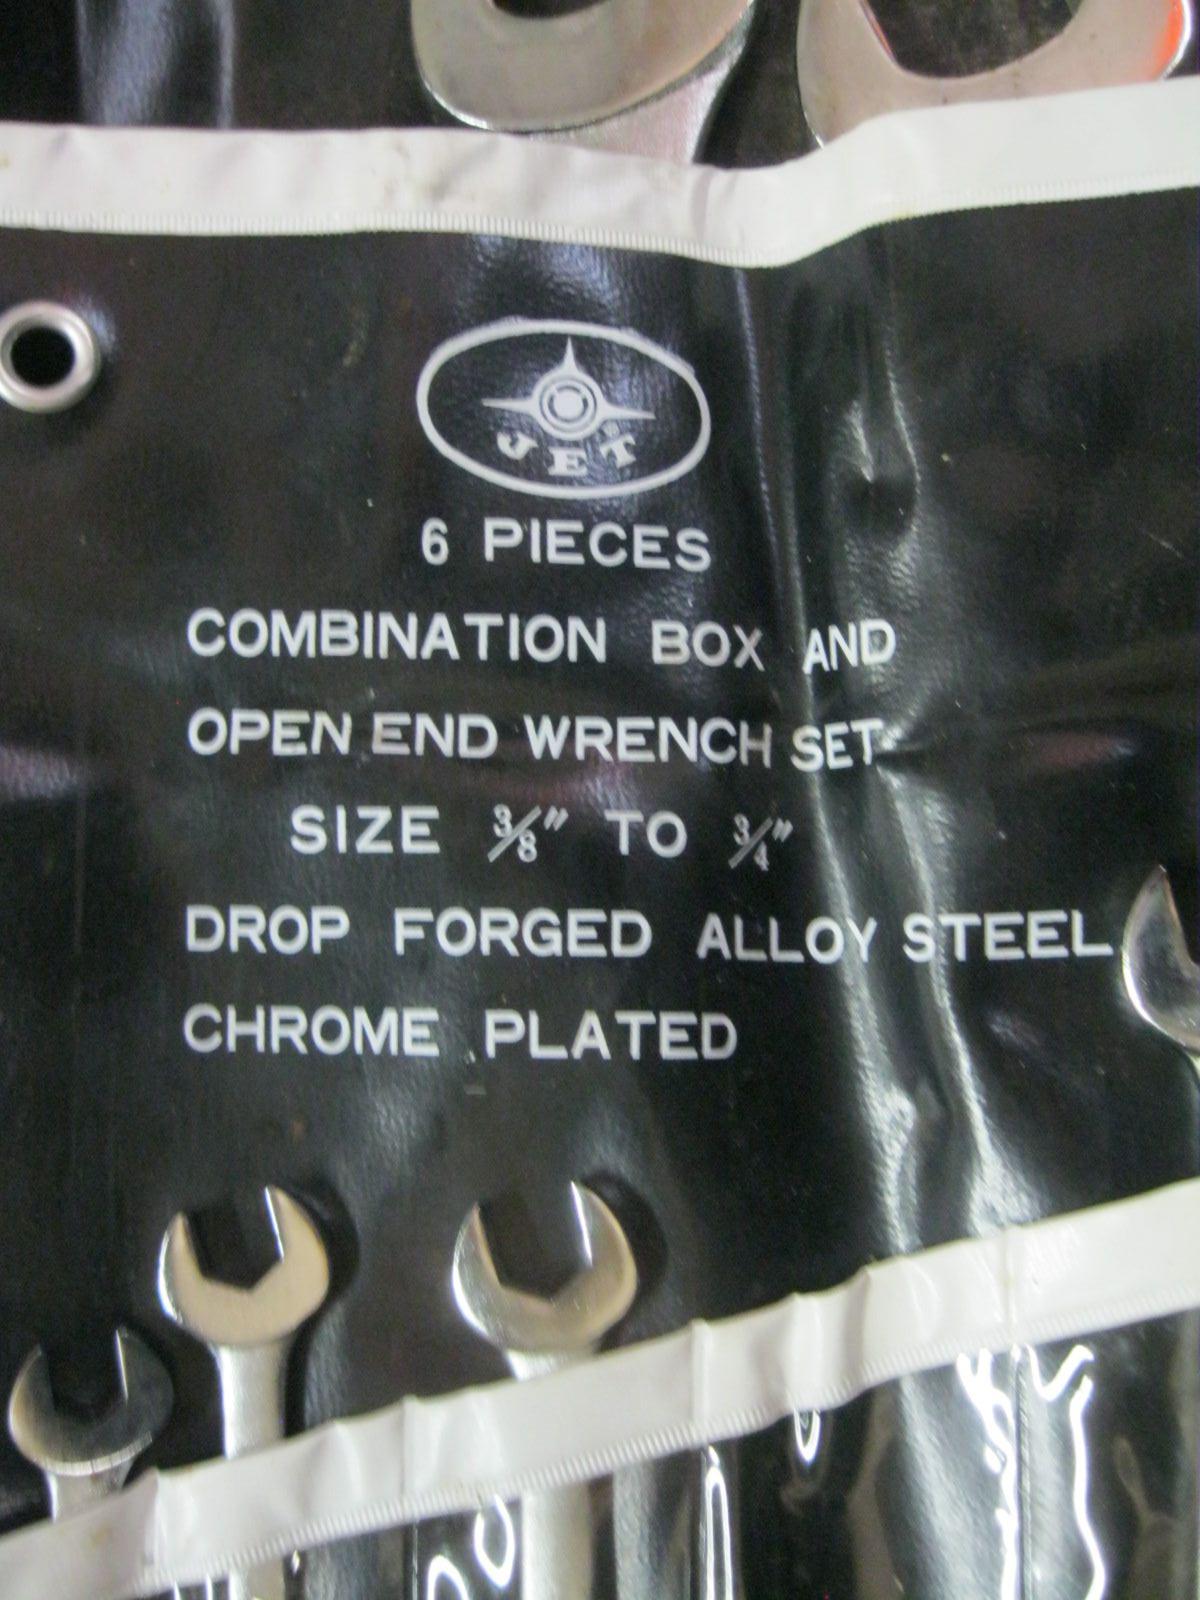 JET
6 PIECES
COMBINATION BOX AND
OPEN END WRENCH SET
SIZE 3/8" TO 3/4"
DROP FORGED ALLOY STEEL
CHROME PLATED